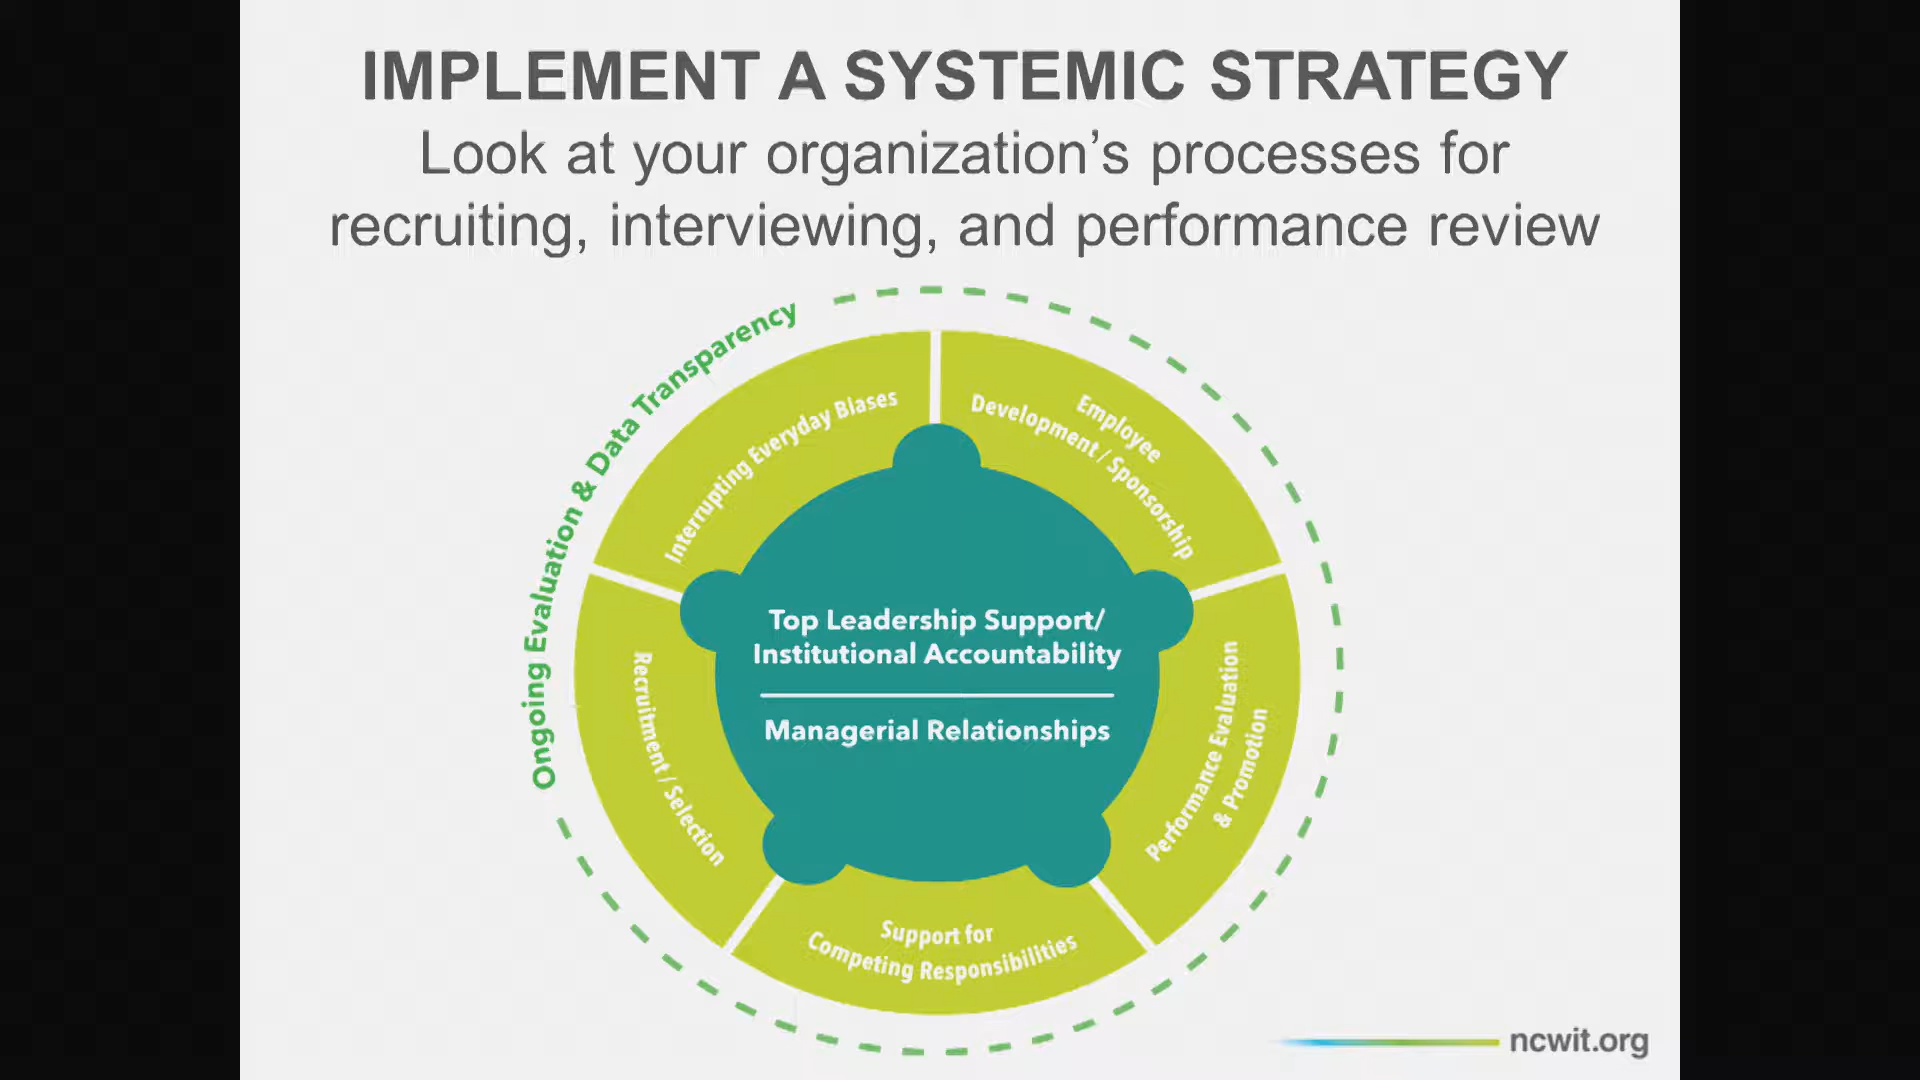 IMPLEMENT A SYSTEMIC STRATEGY
Look at your organization’s processes for
recruiting, interviewing, and performance review
Ongoing Evaluation & Data Transparency
Interrupting Everyday Biases
Employee
Development / Sponsorship
Top Leadership Support/
Institutional Accountability
Managerial Relationships
Recruitment / Selection
Performance Evaluation
& Promotion
Support for
Competing Responsibilities
ncwit.org